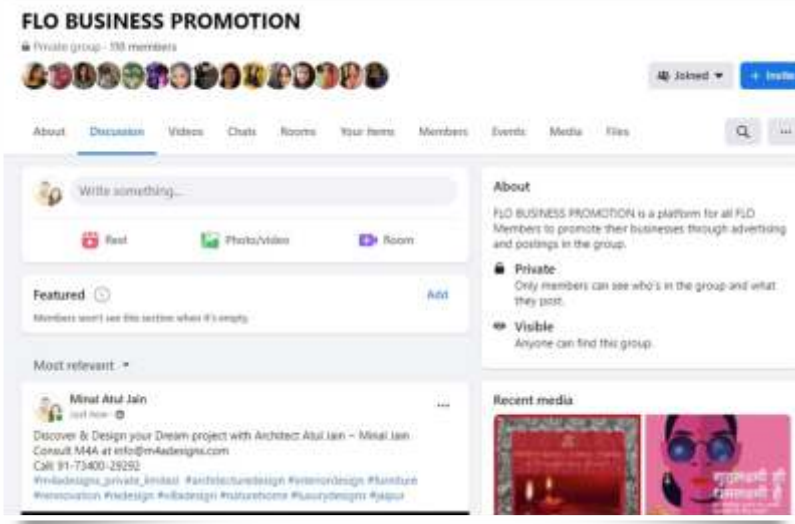 FLO BUSINESS PROMOTION
Private group · 118 members
Joined
+ Invite
About Discussion Videos Chats Rooms Your items Members Events Media Files
Write something...
Reel Photo/video Room
Featured
Add
Members won't see this section when it's empty.
Most relevant
Minal Atul Jain
Just now
Discover & Design your Dream project with Architect Atul Jain ~ Minal Jain
Consult M4A at info@m4adesigns.com
Call: 91-73400-29292
#m4adesigns_private_limited #architecturedesign #interiordesign #furniture
#rennovation #redesign #villadesign #naturehome #luxurydesigns #jaipur
About
FLO BUSINESS PROMOTION is a platform for all FLO
Members to promote their businesses through advertising
and postings in the group.
Private
Only members can see who's in the group and what
they post.
Visible
Anyone can find this group.
Recent media
गृहलक्ष्मी ही
धनलक्ष्मी है